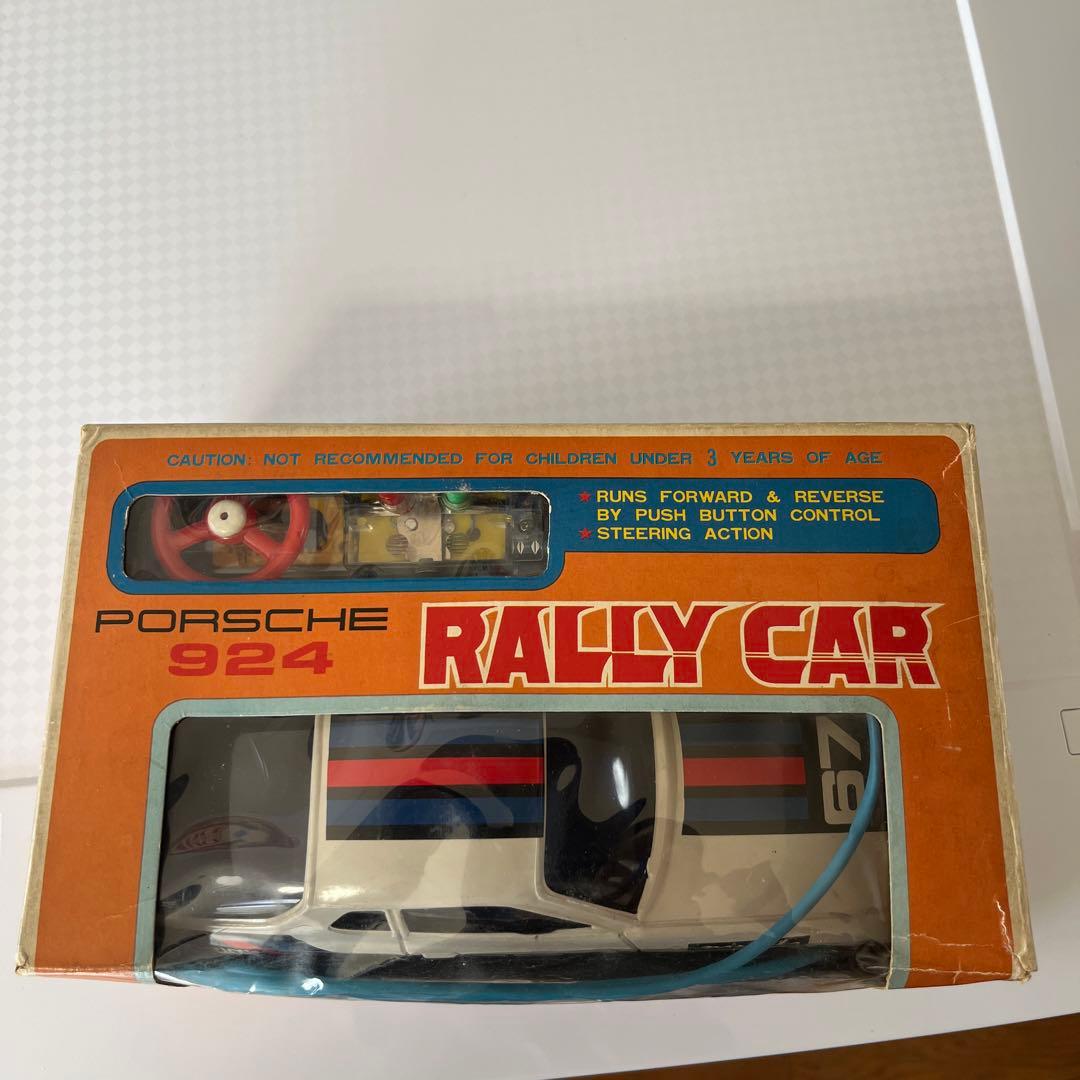 CAUTION: NOT RECOMMENDED FOR CHILDREN UNDER 3 YEARS OF AGE
★ RUNS FORWARD & REVERSE
BY PUSH BUTTON CONTROL
★ STEERING ACTION
PORSCHE
924
RALLY CAR
67